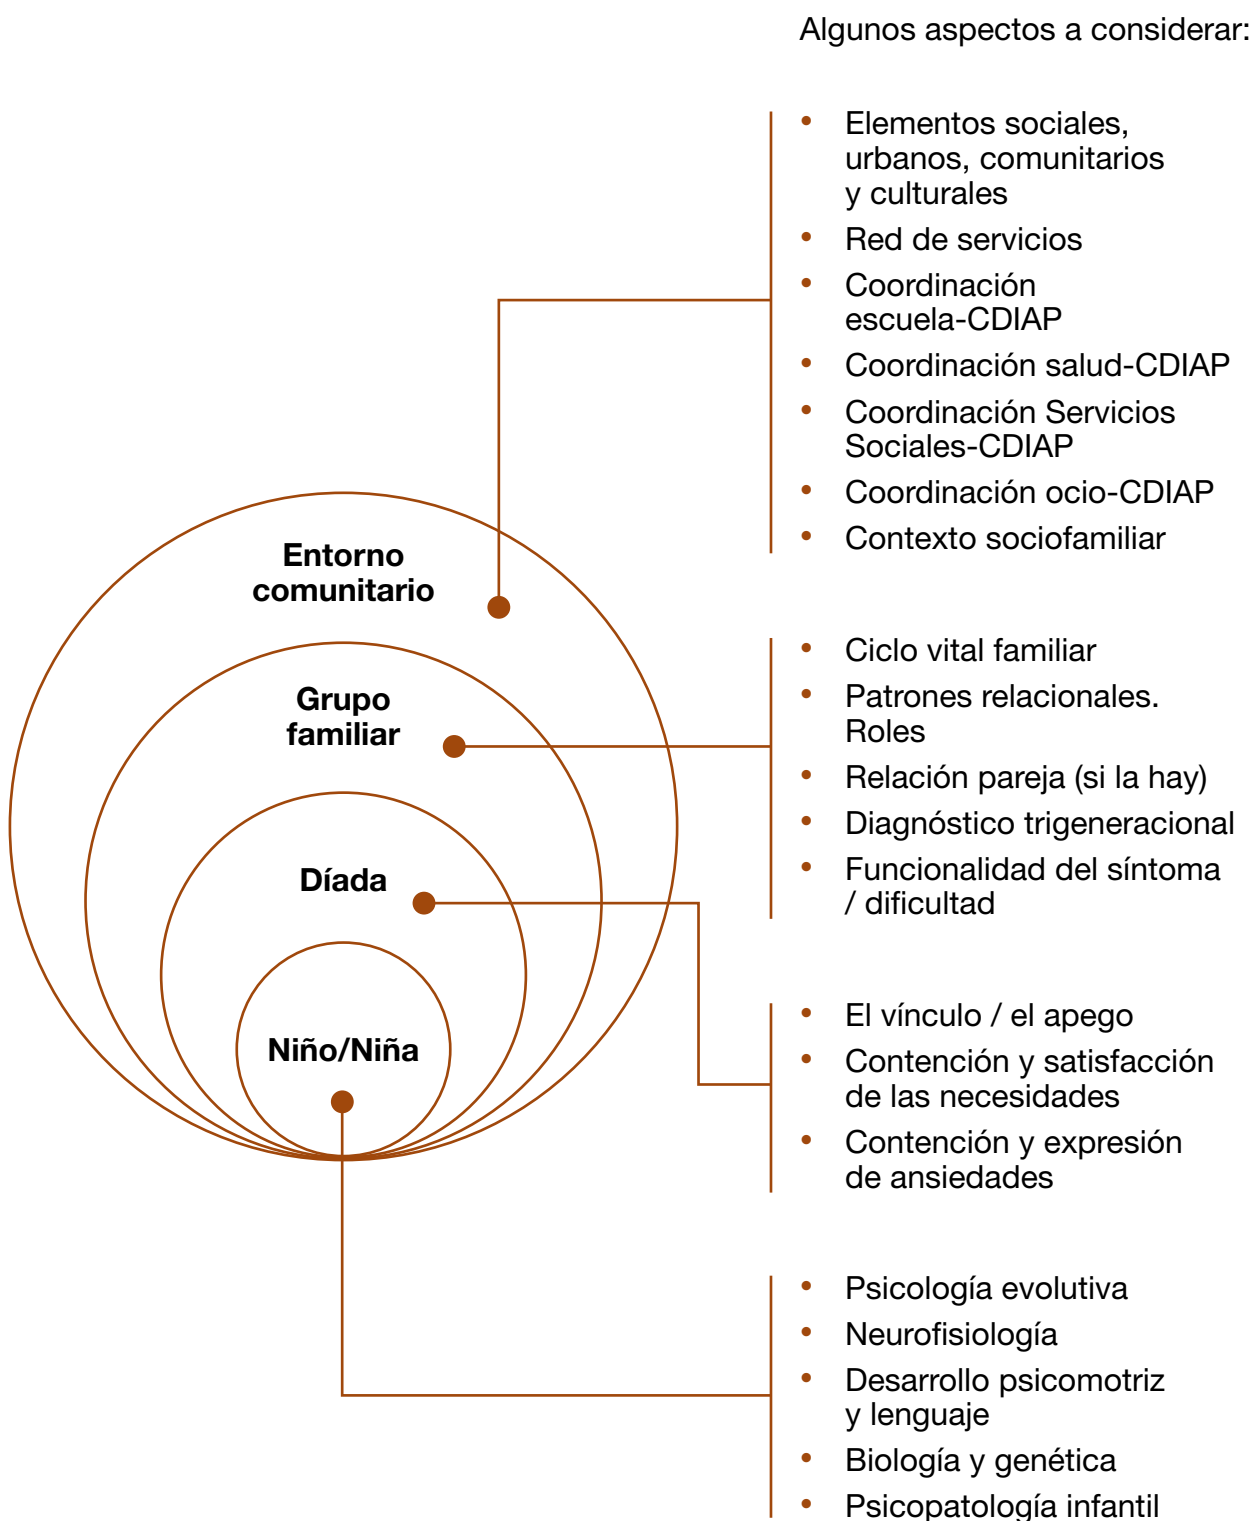 Algunos aspectos a considerar:
• Elementos sociales,
urbanos, comunitarios
y culturales
• Red de servicios
• Coordinación
escuela-CDIAP
• Coordinación salud-CDIAP
• Coordinación Servicios
Sociales-CDIAP
• Coordinación ocio-CDIAP
• Contexto sociofamiliar
Entorno
comunitario
• Ciclo vital familiar
• Patrones relacionales.
Roles
• Relación pareja (si la hay)
• Diagnóstico trigeneracional
• Funcionalidad del síntoma
/ dificultad
Grupo
familiar
• El vínculo / el apego
• Contención y satisfacción
de las necesidades
• Contención y expresión
de ansiedades
Díada
• Psicología evolutiva
• Neurofisiología
• Desarrollo psicomotriz
y lenguaje
• Biología y genética
• Psicopatología infantil
Niño/Niña